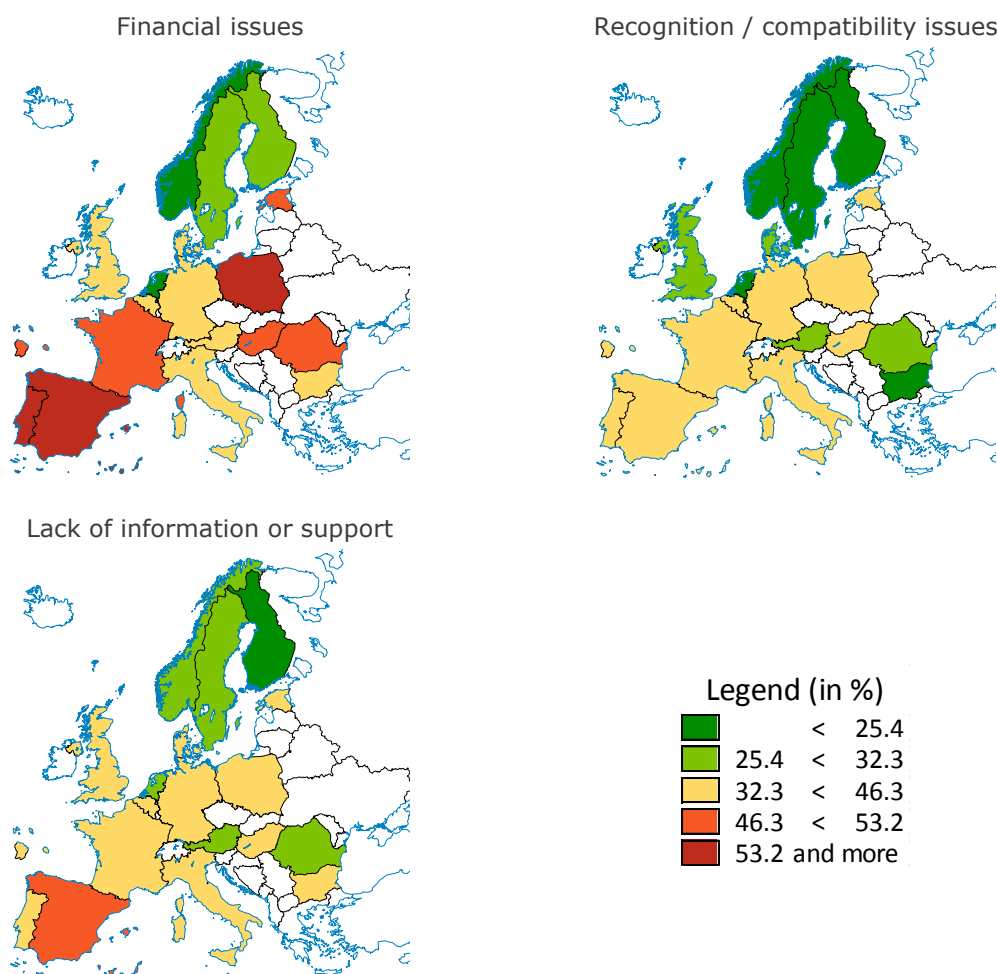 Financial issues
Recognition / compatibility issues
Lack of information or support
Legend (in %)
< 25.4
25.4 < 32.3
32.3 < 46.3
46.3 < 53.2
53.2 and more